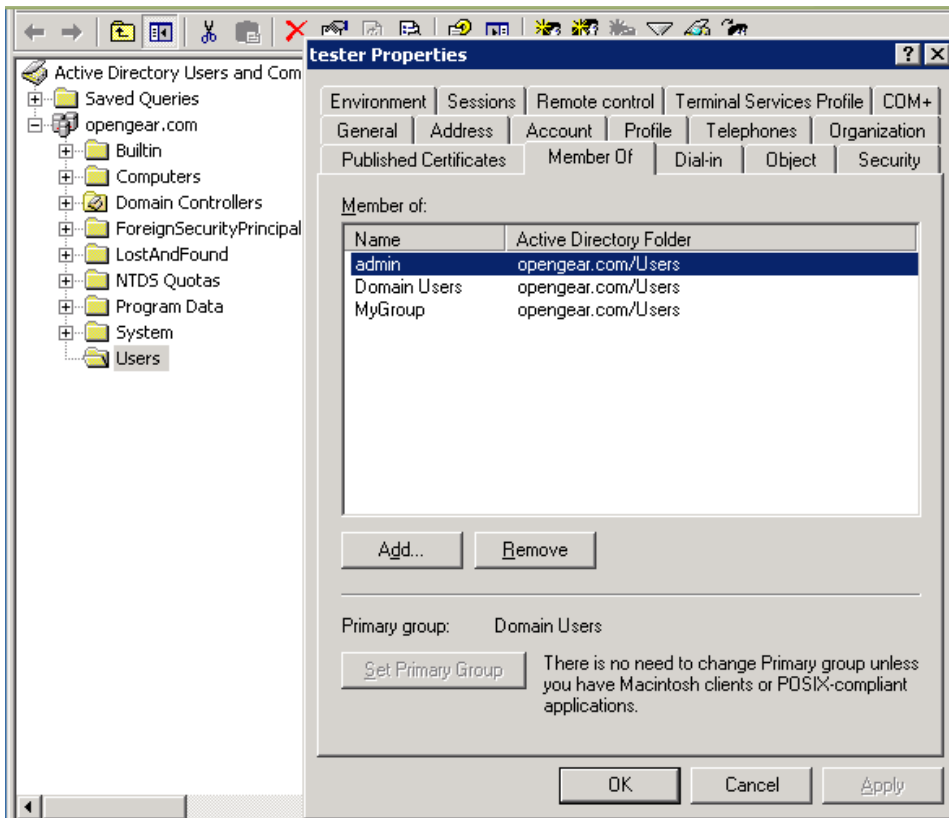 tester Properties
? X
Active Directory Users and Com
Saved Queries
opengear.com
Builtin
Computers
Domain Controllers
ForeignSecurityPrincipal
LostAndFound
NTDS Quotas
Program Data
System
Users
Environment Sessions Remote control Terminal Services Profile COM+
General Address Account Profile Telephones Organization
Published Certificates Member Of Dial-in Object Security
Member of:
Name Active Directory Folder
admin opengear.com/Users
Domain Users opengear.com/Users
MyGroup opengear.com/Users
Add... Remove
Primary group: Domain Users
Set Primary Group
There is no need to change Primary group unless
you have Macintosh clients or POSIX-compliant
applications.
OK Cancel Apply